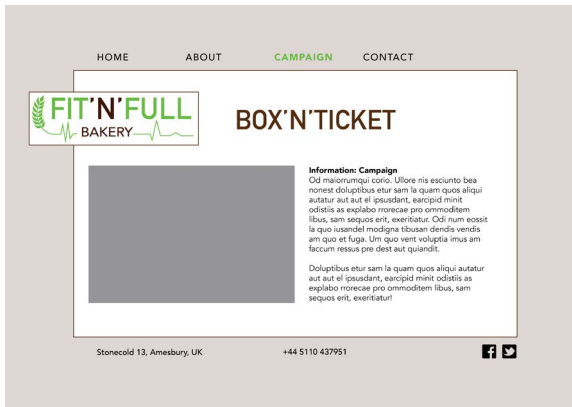 HOME ABOUT CAMPAIGN CONTACT
FIT'N'FULL
BAKERY
BOX'N'TICKET
Information: Campaign
Od maiorrumqui corio. Ullore nis esciunto bea
nonest doluptibus etur sam la quam quos aliqui
autatur aut aut el ipsusdant, earcipid minit
odistiis as explabo rrorecae pro ommoditem
libus, sam sequos erit, exeritiatur. Odi num eossit
la quo iusandel modigna tibusan dendis vendis
am quo et fuga. Um quo vent voluptia imus am
faccum ressus pre dest aut quiandit.
Doluptibus etur sam la quam quos aliqui autatur
aut aut el ipsusdant, earcipid minit odistiis as
explabo rrorecae pro ommoditem libus, sam
sequos erit, exeritiatur!
Stonecold 13, Amesbury, UK +44 5110 437951